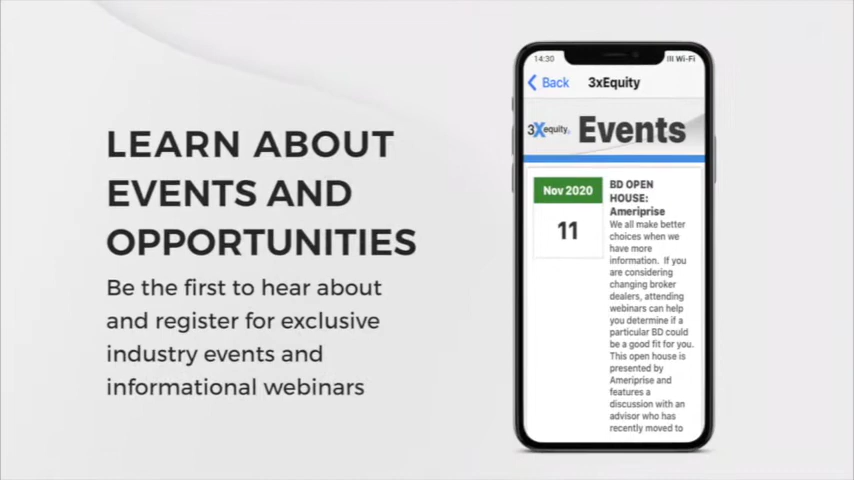 LEARN ABOUT
EVENTS AND
OPPORTUNITIES
Be the first to hear about
and register for exclusive
industry events and
informational webinars
14:30
Wi-Fi
Back
3xEquity
3Xequity
Events
Nov 2020
11
BD OPEN
HOUSE:
Ameriprise
We all make better
choices when we
have more
information. If you
are considering
changing broker
dealers, attending
webinars can help
you determine if a
particular BD could
be a good fit for you.
This open house is
presented by
Ameriprise and
features a
discussion with an
advisor who has
recently moved to